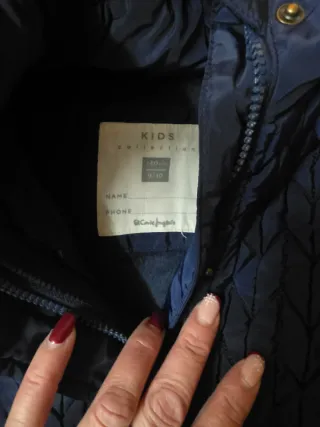 KIDS
collection
NAME
PHONE
El Corte Inglés